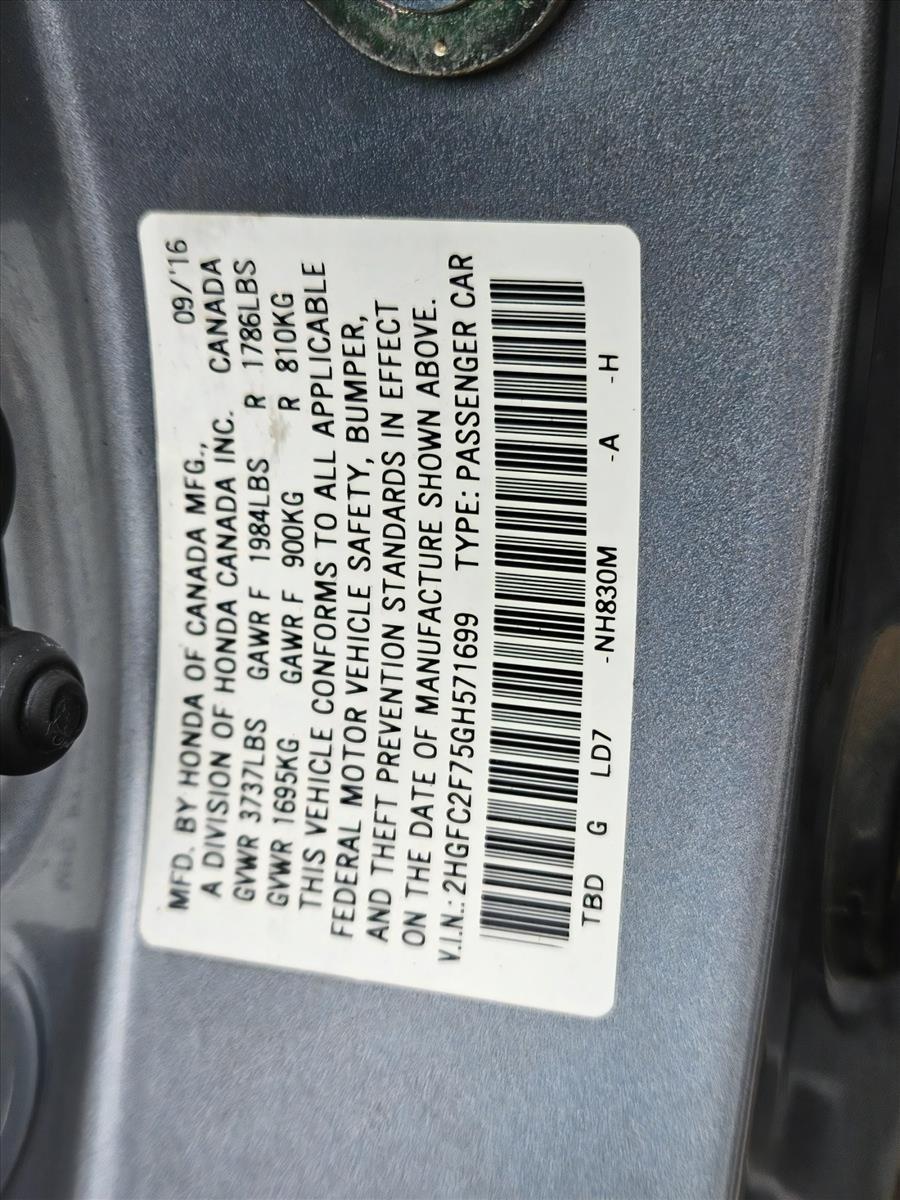 09/'16
MFD. BY HONDA OF CANADA MFG.,
A DIVISION OF HONDA CANADA INC. CANADA
GVWR 3737LBS GAWR F 1984LBS R 1786LBS
GVWR 1695KG GAWR F 900KG R 810KG
THIS VEHICLE CONFORMS TO ALL APPLICABLE
FEDERAL MOTOR VEHICLE SAFETY, BUMPER,
AND THEFT PREVENTION STANDARDS IN EFFECT
ON THE DATE OF MANUFACTURE SHOWN ABOVE.
V.I.N.:2HGFC2F75GH571699 TYPE: PASSENGER CAR
TBD G LD7 -NH830M -A -H